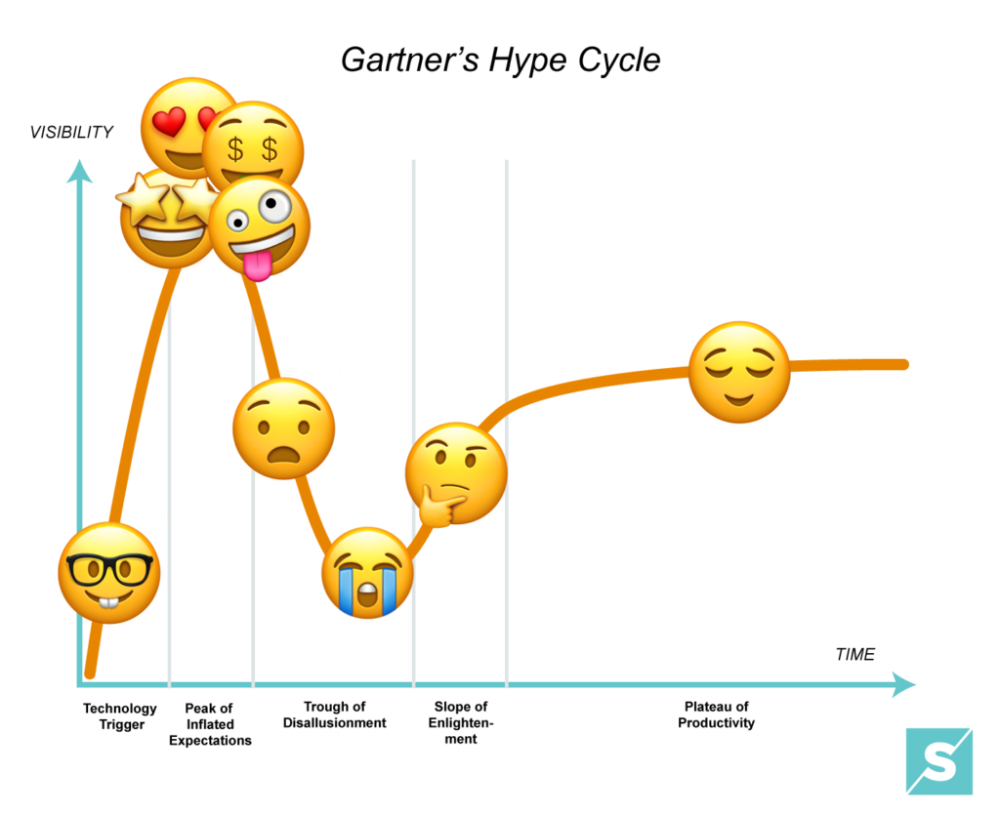 Gartner’s Hype Cycle
VISIBILITY
$ $
TIME
Technology
Trigger
Peak of
Inflated
Expectations
Trough of
Disallusionment
Slope of
Enlighten-
ment
Plateau of
Productivity
S